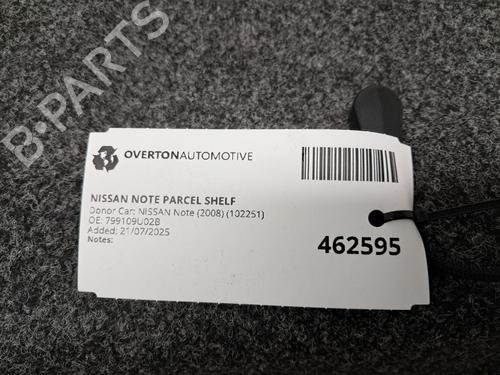 B-PARTS
OVERTONAUTOMOTIVE
NISSAN NOTE PARCEL SHELF
Donor Car: NISSAN Note (2008) (102251)
OE: 799109U02B
Added: 21/07/2025
Notes:
462595